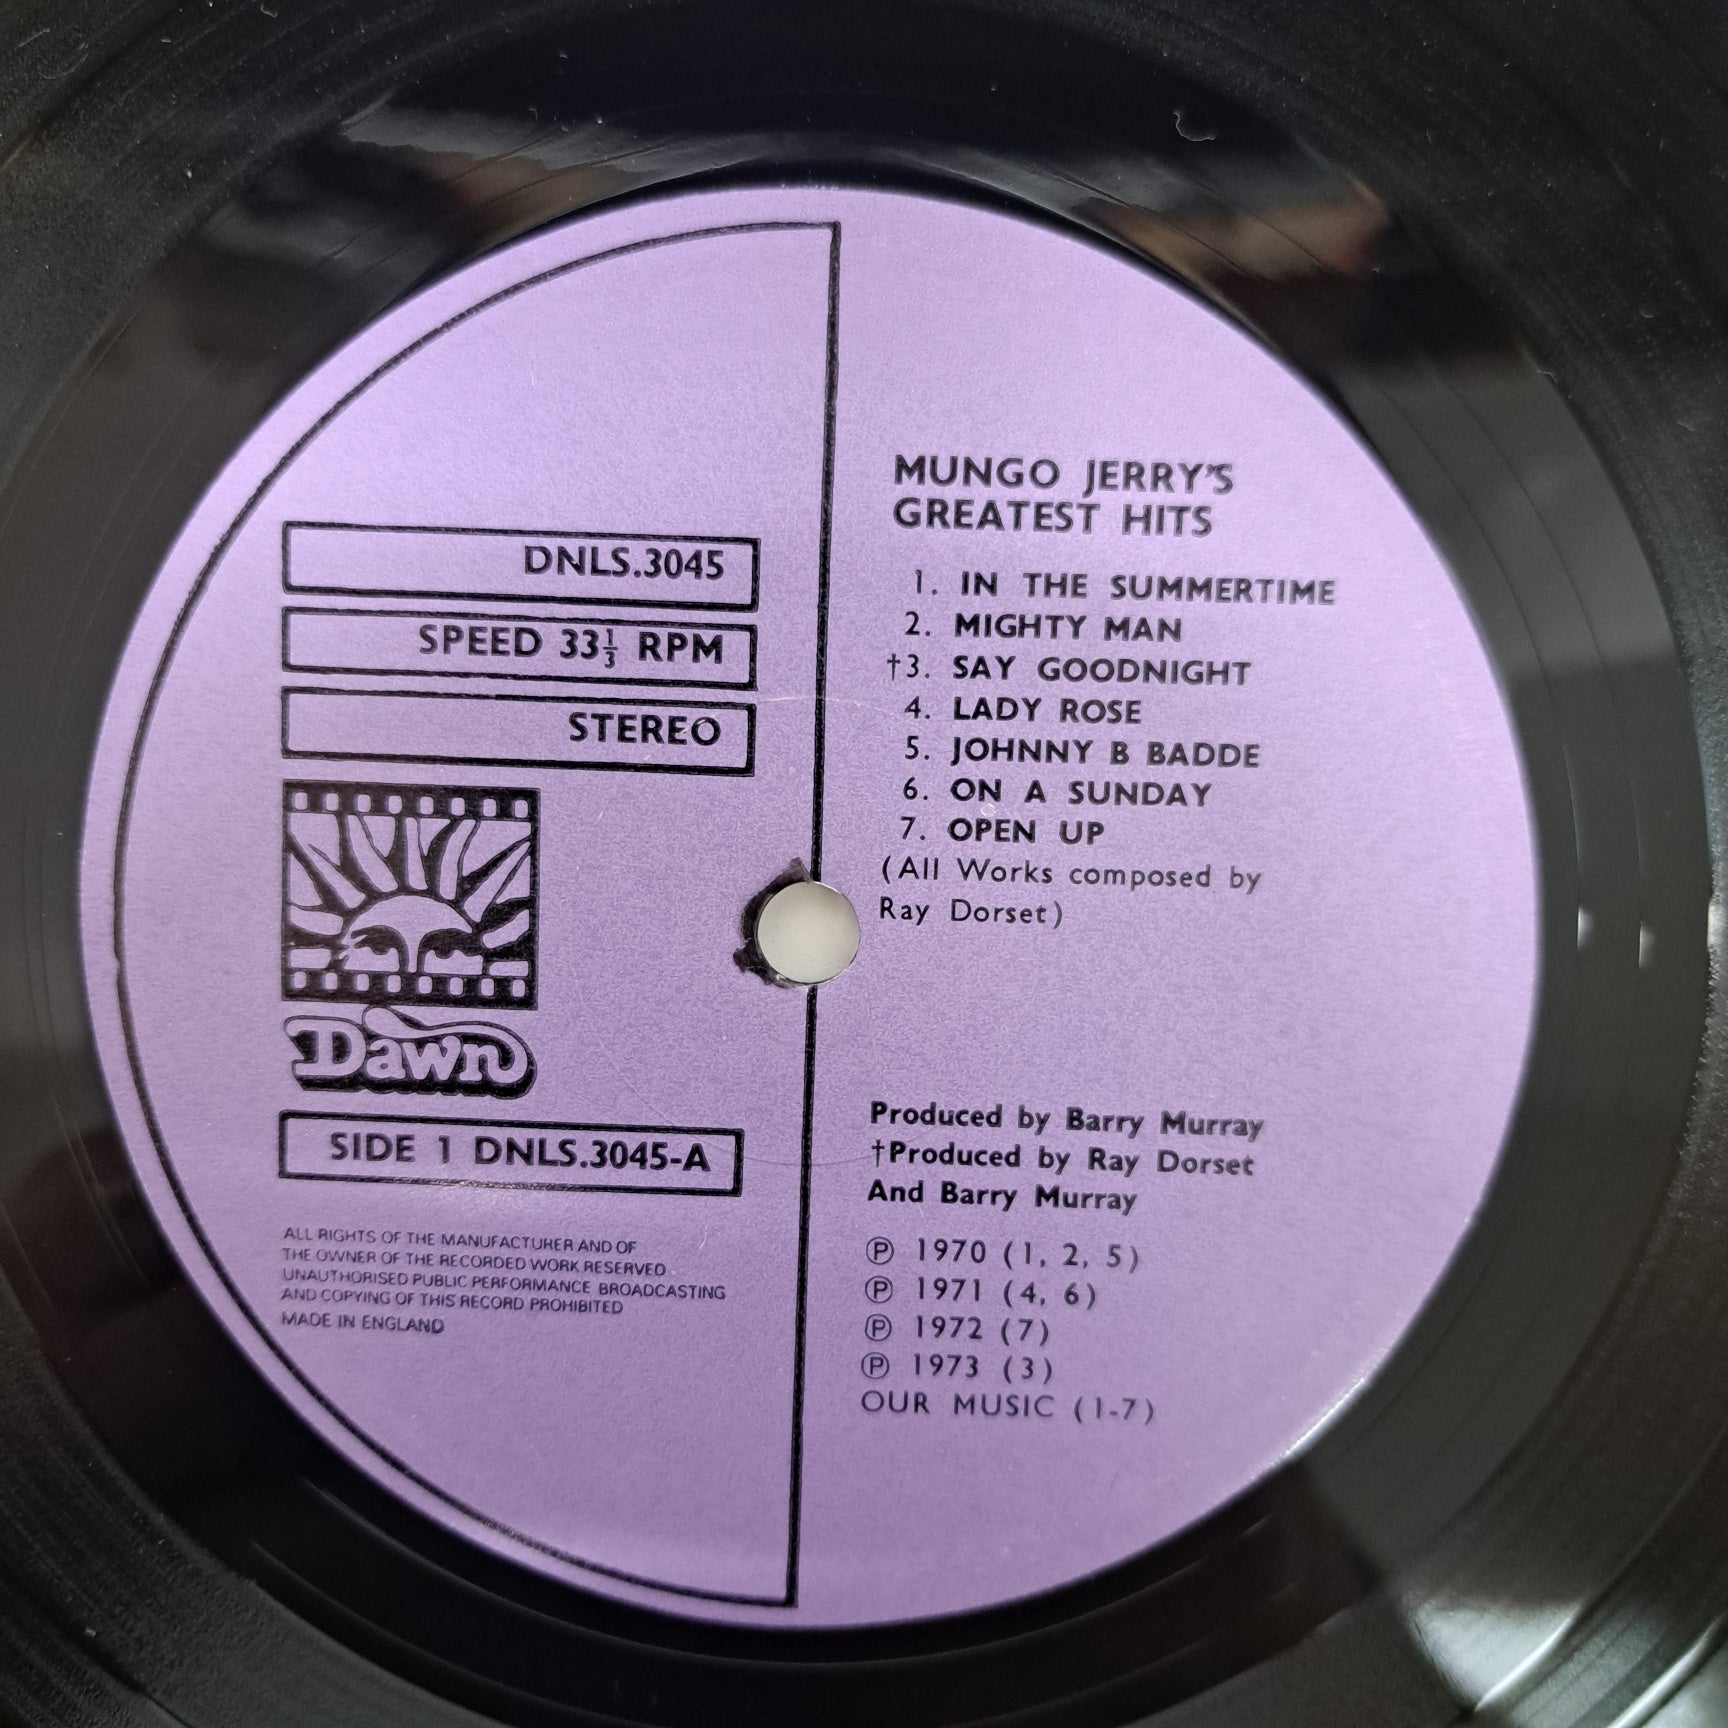 DNLS.3045
SPEED 33⅓ RPM
STEREO
Dawn
SIDE 1 DNLS.3045-A
ALL RIGHTS OF THE MANUFACTURER AND OF
THE OWNER OF THE RECORDED WORK RESERVED
UNAUTHORISED PUBLIC PERFORMANCE BROADCASTING
AND COPYING OF THIS RECORD PROHIBITED
MADE IN ENGLAND
MUNGO JERRY'S
GREATEST HITS
1. IN THE SUMMERTIME
2. MIGHTY MAN
†3. SAY GOODNIGHT
4. LADY ROSE
5. JOHNNY B BADDE
6. ON A SUNDAY
7. OPEN UP
(All Works composed by
Ray Dorset)
Produced by Barry Murray
†Produced by Ray Dorset
And Barry Murray
℗ 1970 (1, 2, 5)
℗ 1971 (4, 6)
℗ 1972 (7)
℗ 1973 (3)
OUR MUSIC (1-7)